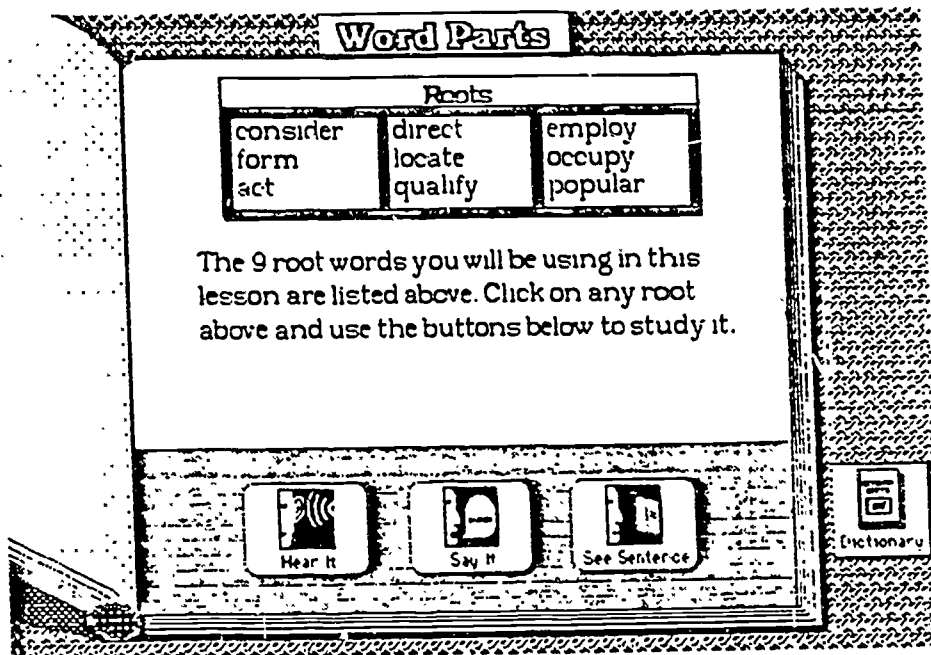 Word Parts
Roots
consider direct employ
form locate occupy
act qualify popular
The 9 root words you will be using in this
lesson are listed above. Click on any root
above and use the buttons below to study it.
Hear It
Say It
See Sentence
Dictionary